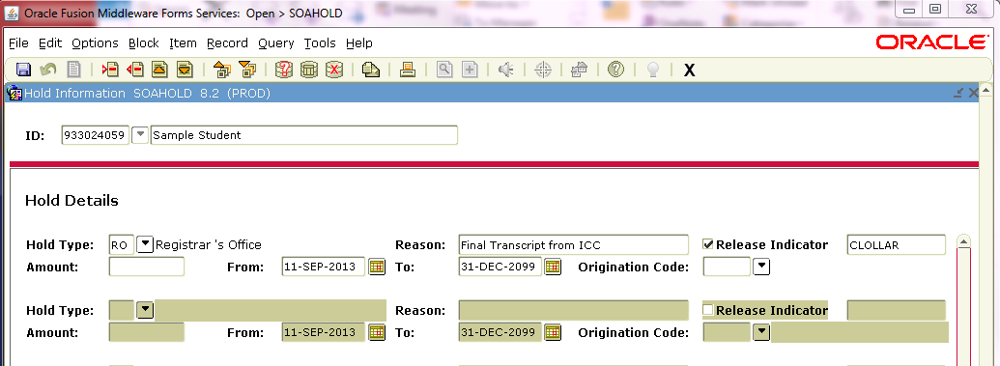 Oracle Fusion Middleware Forms Services: Open > SOAHOLD
File Edit Options Block Item Record Query Tools Help ORACLE
X
Hold Information SOAHOLD 8.2 (PROD)
ID: 933024059 Sample Student
Hold Details
Hold Type: RO Registrar 's Office Reason: Final Transcript from ICC Release Indicator CLOLLAR
Amount: From: 11-SEP-2013 To: 31-DEC-2099 Origination Code:
Hold Type: Reason: Release Indicator
Amount: From: 11-SEP-2013 To: 31-DEC-2099 Origination Code: